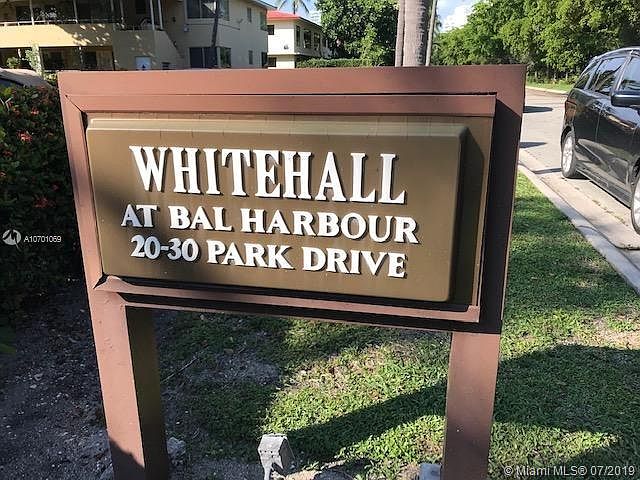 WHITEHALL
AT BAL HARBOUR
20-30 PARK DRIVE
A10701069
© Miami MLS® 07/2019